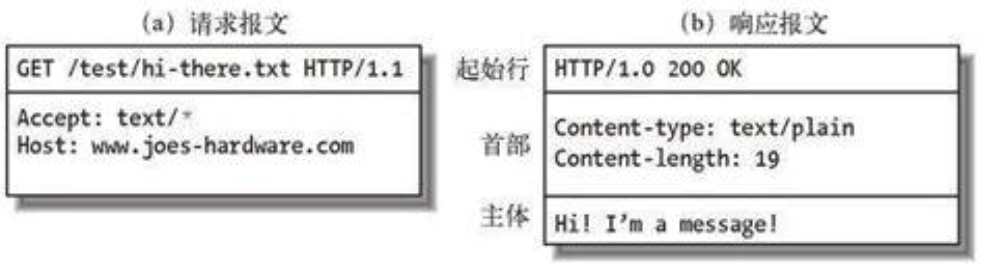 (a) 请求报文
GET /test/hi-there.txt HTTP/1.1
Accept: text/*
Host: www.joes-hardware.com
起始行
首部
主体
(b) 响应报文
HTTP/1.0 200 OK
Content-type: text/plain
Content-length: 19
Hi! I'm a message!